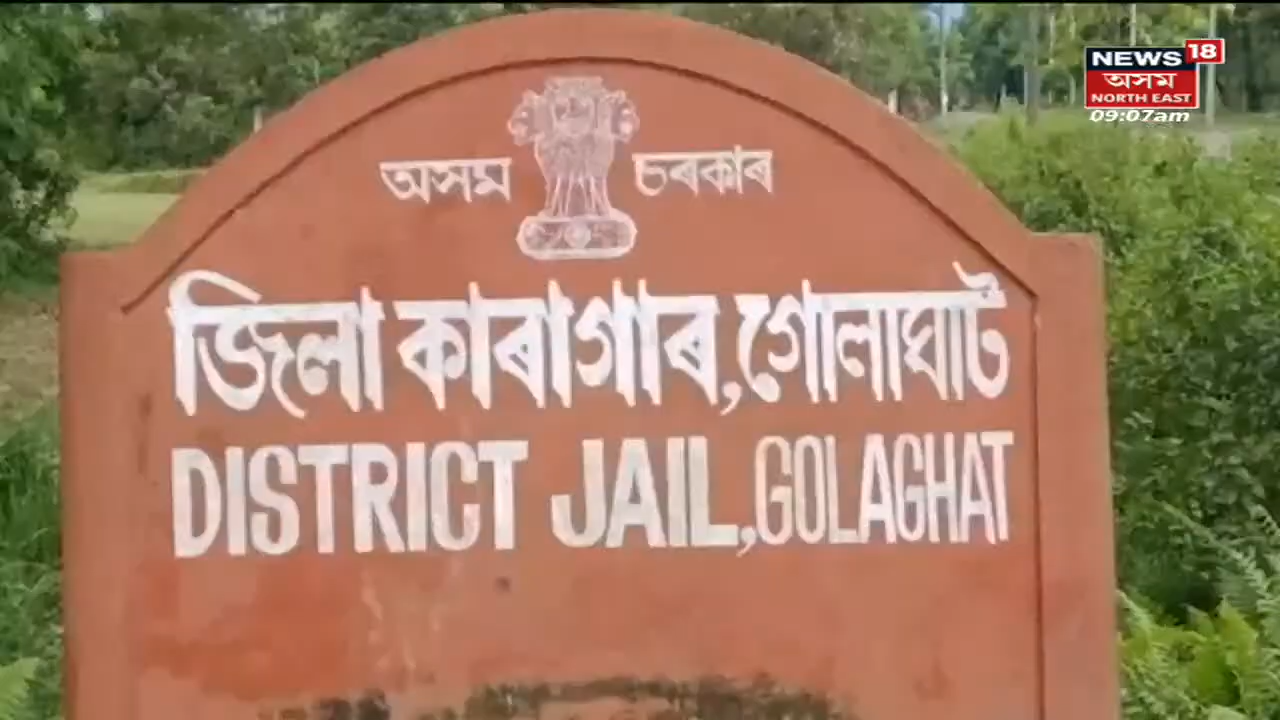 NEWS 18
অসম
NORTH EAST
09:07am
অসম চৰকাৰ
জিলা কাৰাগাৰ, গোলাঘাট
DISTRICT JAIL, GOLAGHAT